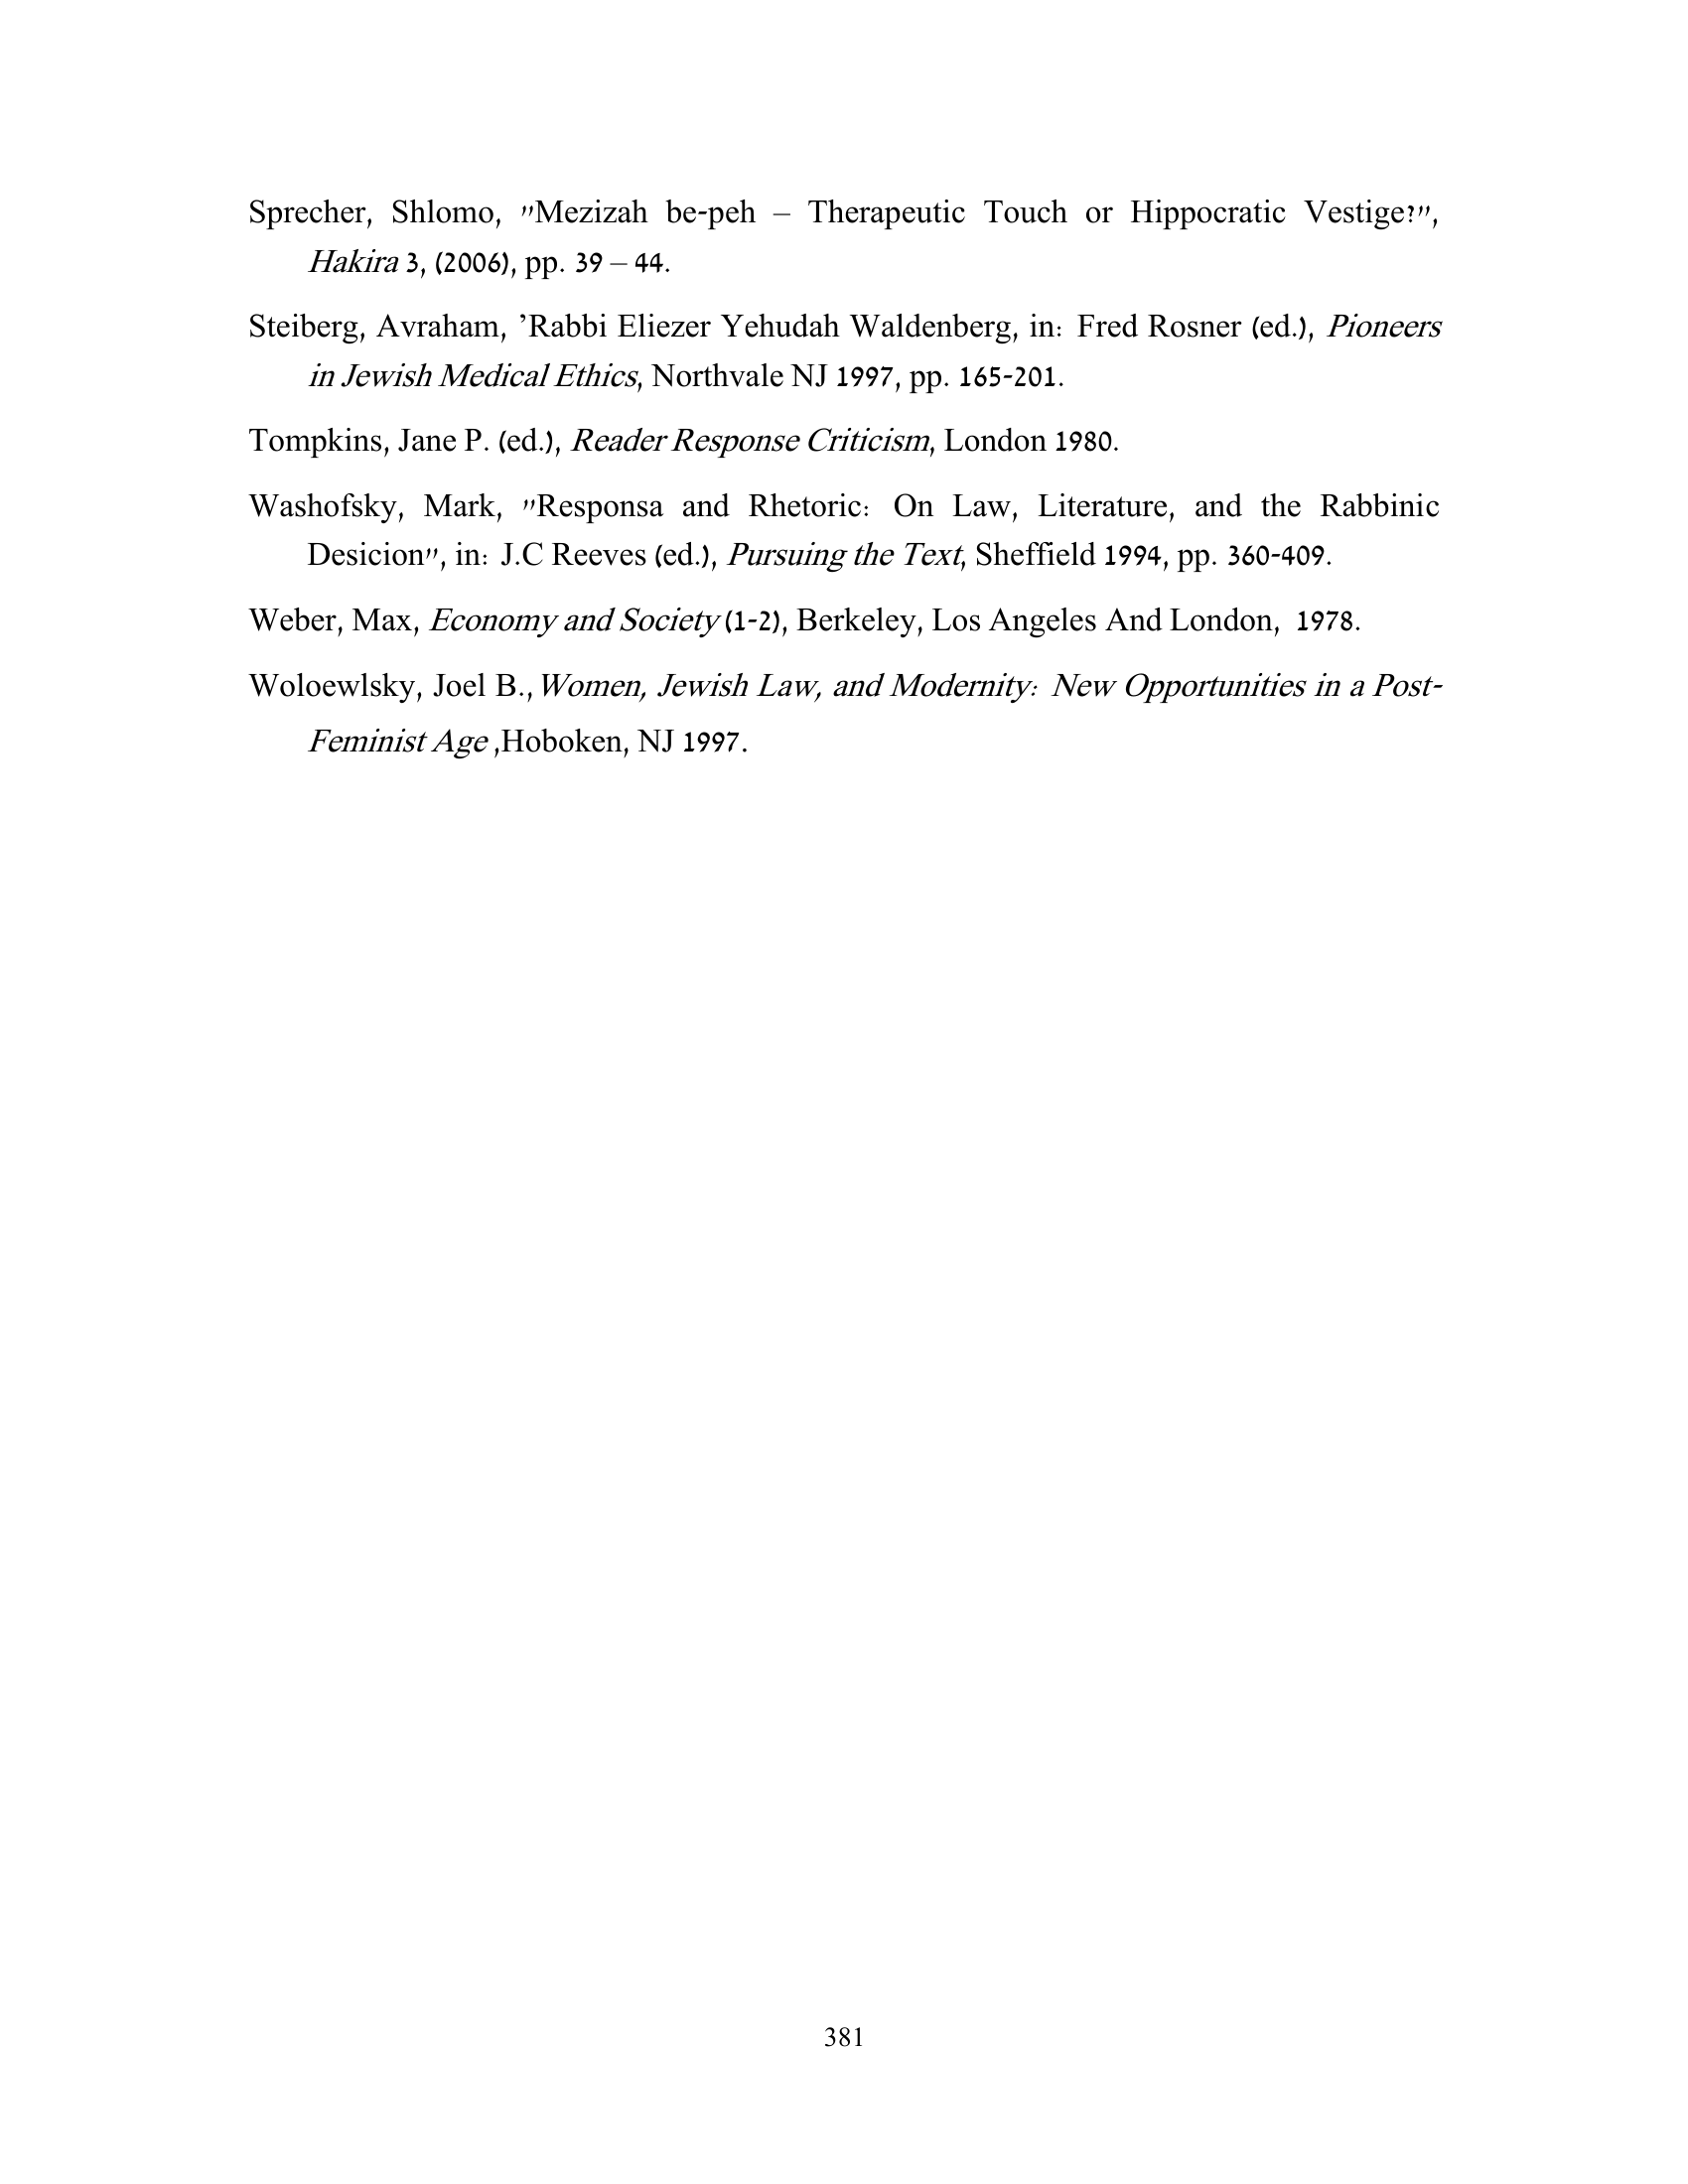 Sprecher, Shlomo, "Mezizah be-peh – Therapeutic Touch or Hippocratic Vestige?",
Hakira 3, (2006), pp. 39 – 44.
Steiberg, Avraham, 'Rabbi Eliezer Yehudah Waldenberg, in: Fred Rosner (ed.), Pioneers
in Jewish Medical Ethics, Northvale NJ 1997, pp. 165-201.
Tompkins, Jane P. (ed.), Reader Response Criticism, London 1980.
Washofsky, Mark, "Responsa and Rhetoric: On Law, Literature, and the Rabbinic
Desicion", in: J.C Reeves (ed.), Pursuing the Text, Sheffield 1994, pp. 360-409.
Weber, Max, Economy and Society (1-2), Berkeley, Los Angeles And London, 1978.
Woloewlsky, Joel B., Women, Jewish Law, and Modernity: New Opportunities in a Post-
Feminist Age ,Hoboken, NJ 1997.
381